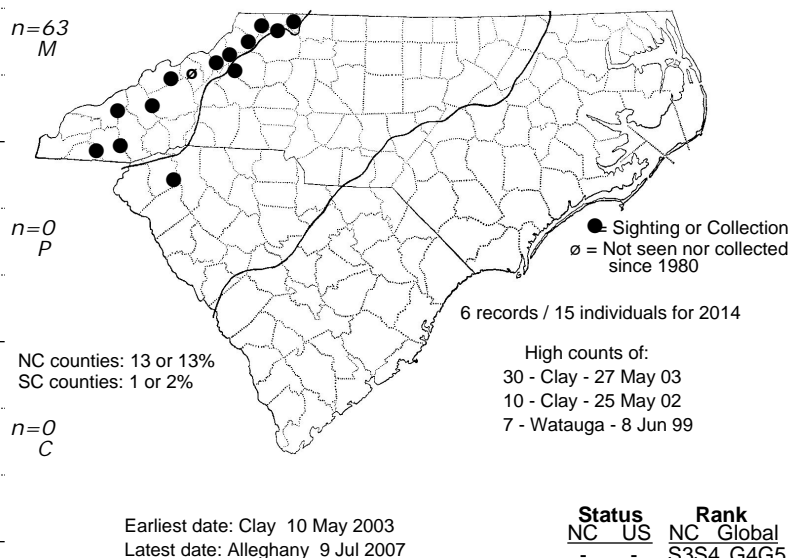 n=63
M
n=0
P
● = Sighting or Collection
ø = Not seen nor collected
since 1980
6 records / 15 individuals for 2014
NC counties: 13 or 13%
SC counties: 1 or 2%
High counts of:
30 - Clay - 27 May 03
10 - Clay - 25 May 02
7 - Watauga - 8 Jun 99
n=0
C
Earliest date: Clay 10 May 2003
Latest date: Alleghany 9 Jul 2007
Status Rank
NC US NC Global
- - S3S4 G4G5